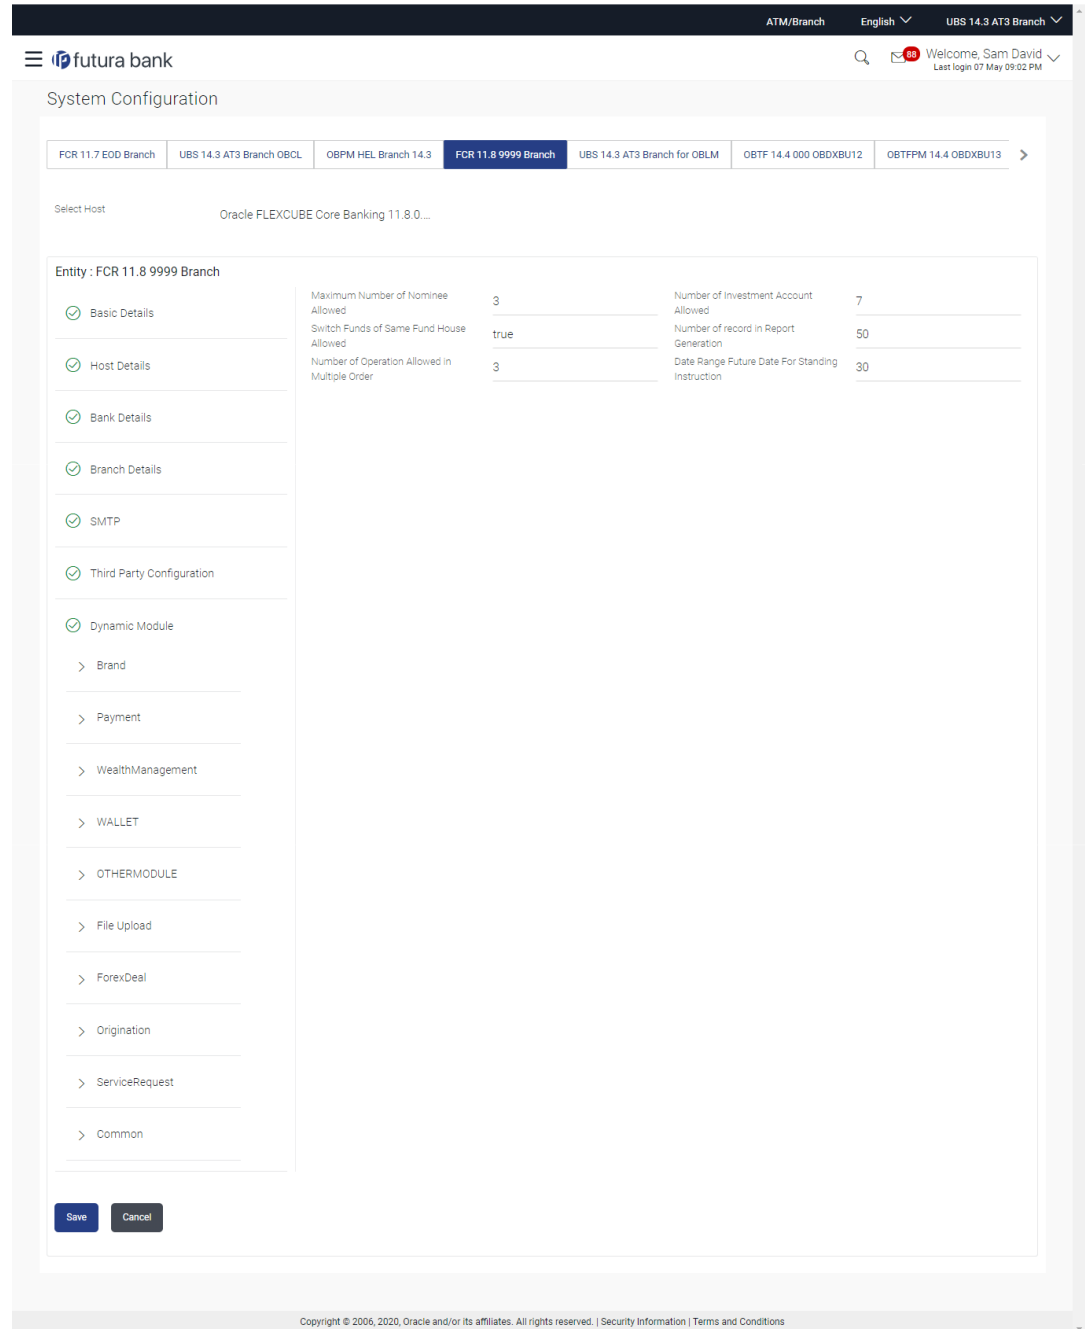 ATM/Branch English UBS 14.3 AT3 Branch
futura bank 88 Welcome, Sam David
Last login 07 May 09:02 PM
System Configuration
FCR 11.7 EOD Branch UBS 14.3 AT3 Branch OBCL OBPM HEL Branch 14.3 FCR 11.8 9999 Branch UBS 14.3 AT3 Branch for OBLM OBTF 14.4 000 OBDXBU12 OBTFPM 14.4 OBDXBU13
Select Host Oracle FLEXCUBE Core Banking 11.8.0....
Entity : FCR 11.8 9999 Branch
Basic Details
Host Details
Bank Details
Branch Details
SMTP
Third Party Configuration
Dynamic Module
Brand
Payment
WealthManagement
WALLET
OTHERMODULE
File Upload
ForexDeal
Origination
ServiceRequest
Common
Maximum Number of Nominee
Allowed
3
Number of Investment Account
Allowed
7
Switch Funds of Same Fund House
Allowed
true
Number of record in Report
Generation
50
Number of Operation Allowed in
Multiple Order
3
Date Range Future Date For Standing
Instruction
30
Save Cancel
Copyright © 2006, 2020, Oracle and/or its affiliates. All rights reserved. | Security Information | Terms and Conditions